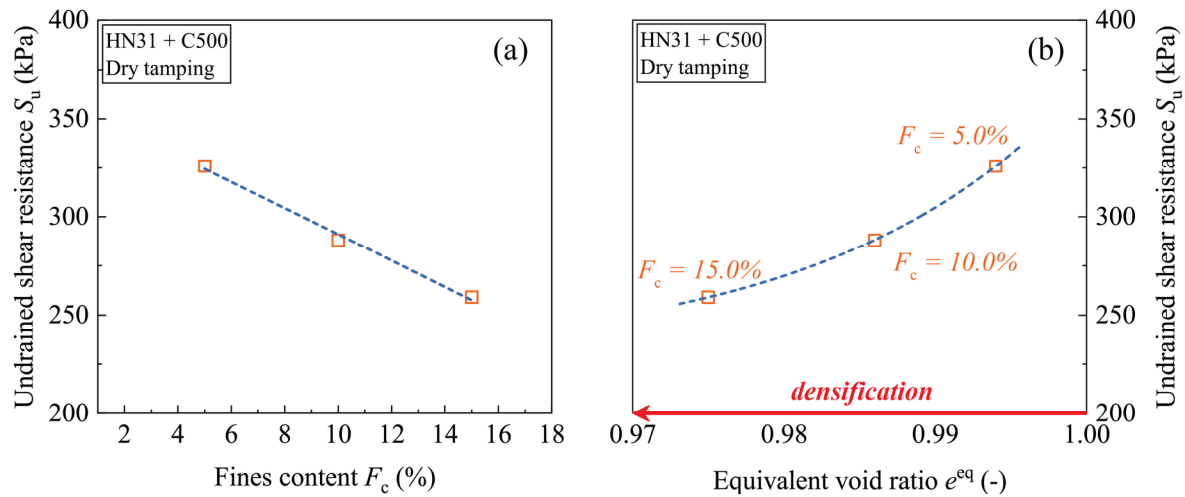 HN31 + C500
Dry tamping
(a)
Undrained shear resistance Su (kPa)
400
350
300
250
200
2 4 6 8 10 12 14 16 18
Fines content Fc (%)
HN31 + C500
Dry tamping
(b)
Fc = 5.0%
Fc = 10.0%
Fc = 15.0%
densification
0.97 0.98 0.99 1.00
Equivalent void ratio e^eq (-)
400
350
300
250
200
Undrained shear resistance Su (kPa)